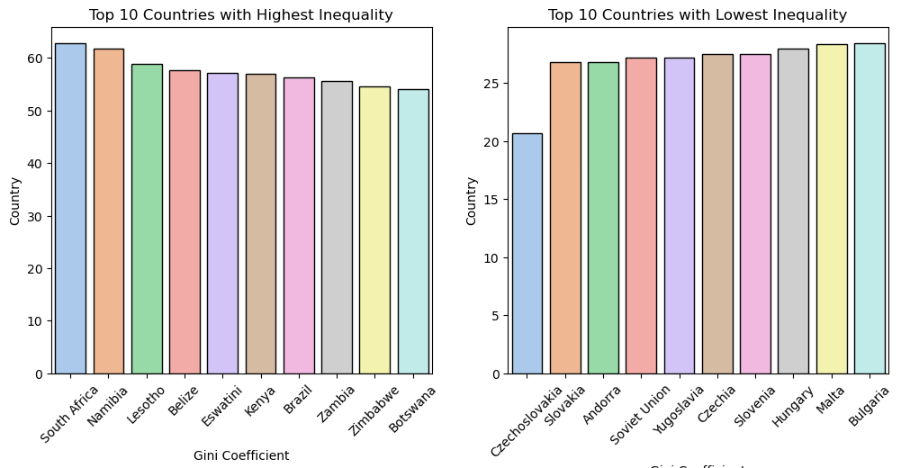 Top 10 Countries with Highest Inequality
60
50
40
30
20
10
0
Country
South Africa
Namibia
Lesotho
Belize
Eswatini
Kenya
Brazil
Zambia
Zimbabwe
Botswana
Gini Coefficient
Top 10 Countries with Lowest Inequality
25
20
15
10
5
0
Country
Czechoslovakia
Slovakia
Andorra
Soviet Union
Yugoslavia
Czechia
Slovenia
Hungary
Malta
Bulgaria